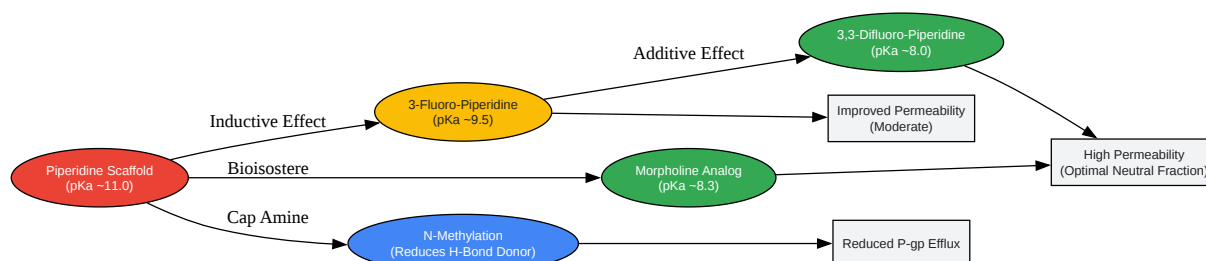 3,3-Difluoro-Piperidine
(pKa ~8.0)
Additive Effect
3-Fluoro-Piperidine
(pKa ~9.5)
Improved Permeability
(Moderate)
Inductive Effect
High Permeability
(Optimal Neutral Fraction)
Piperidine Scaffold
(pKa ~11.0)
Bioisostere
Morpholine Analog
(pKa ~8.3)
Cap Amine
N-Methylation
(Reduces H-Bond Donor)
Reduced P-gp Efflux